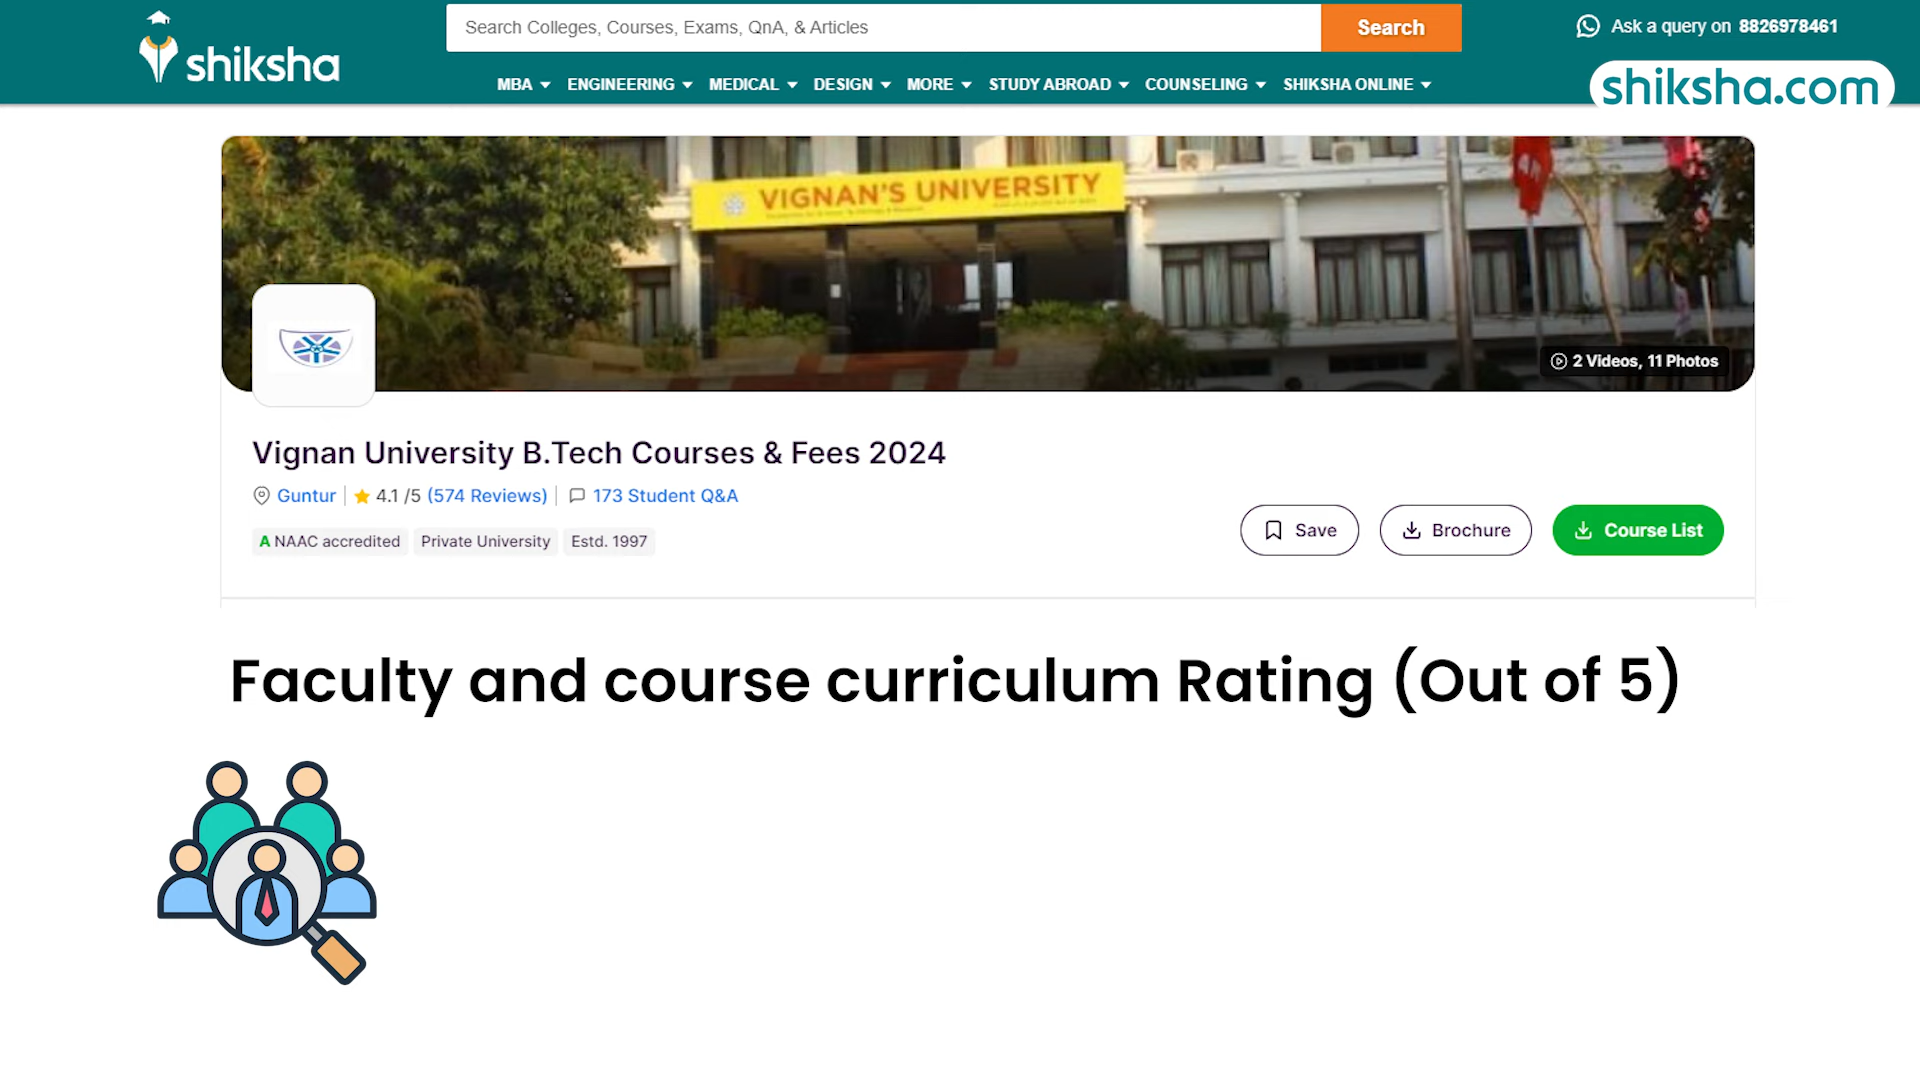 shiksha
Search Colleges, Courses, Exams, QnA, & Articles
Search
Ask a query on 8826978461
MBA
ENGINEERING
MEDICAL
DESIGN
MORE
STUDY ABROAD
COUNSELING
SHIKSHA ONLINE
shiksha.com
VIGNAN'S UNIVERSITY
2 Videos, 11 Photos
Vignan University B.Tech Courses & Fees 2024
Guntur
4.1 /5 (574 Reviews)
173 Student Q&A
A NAAC accredited
Private University
Estd. 1997
Save
Brochure
Course List
Faculty and course curriculum Rating (Out of 5)